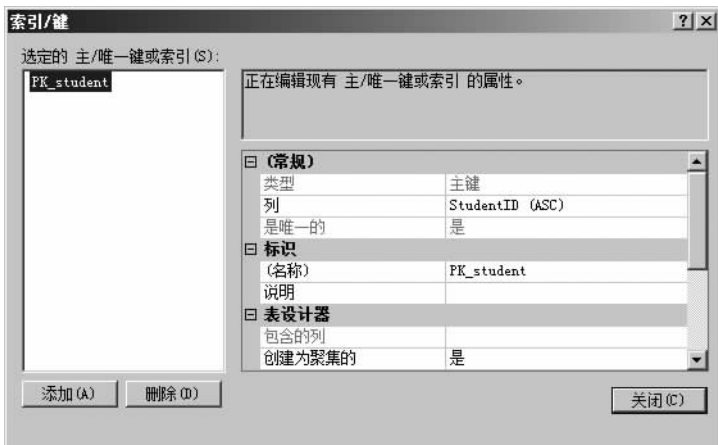 索引/键
选定的 主/唯一键或索引(S):
PK_student
正在编辑现有 主/唯一键或索引 的属性。
(常规)
类型 主键
列 StudentID (ASC)
是唯一的 是
标识
(名称) PK_student
说明
表设计器
包含的列
创建为聚集的 是
添加(A) 删除(D)
关闭(C)